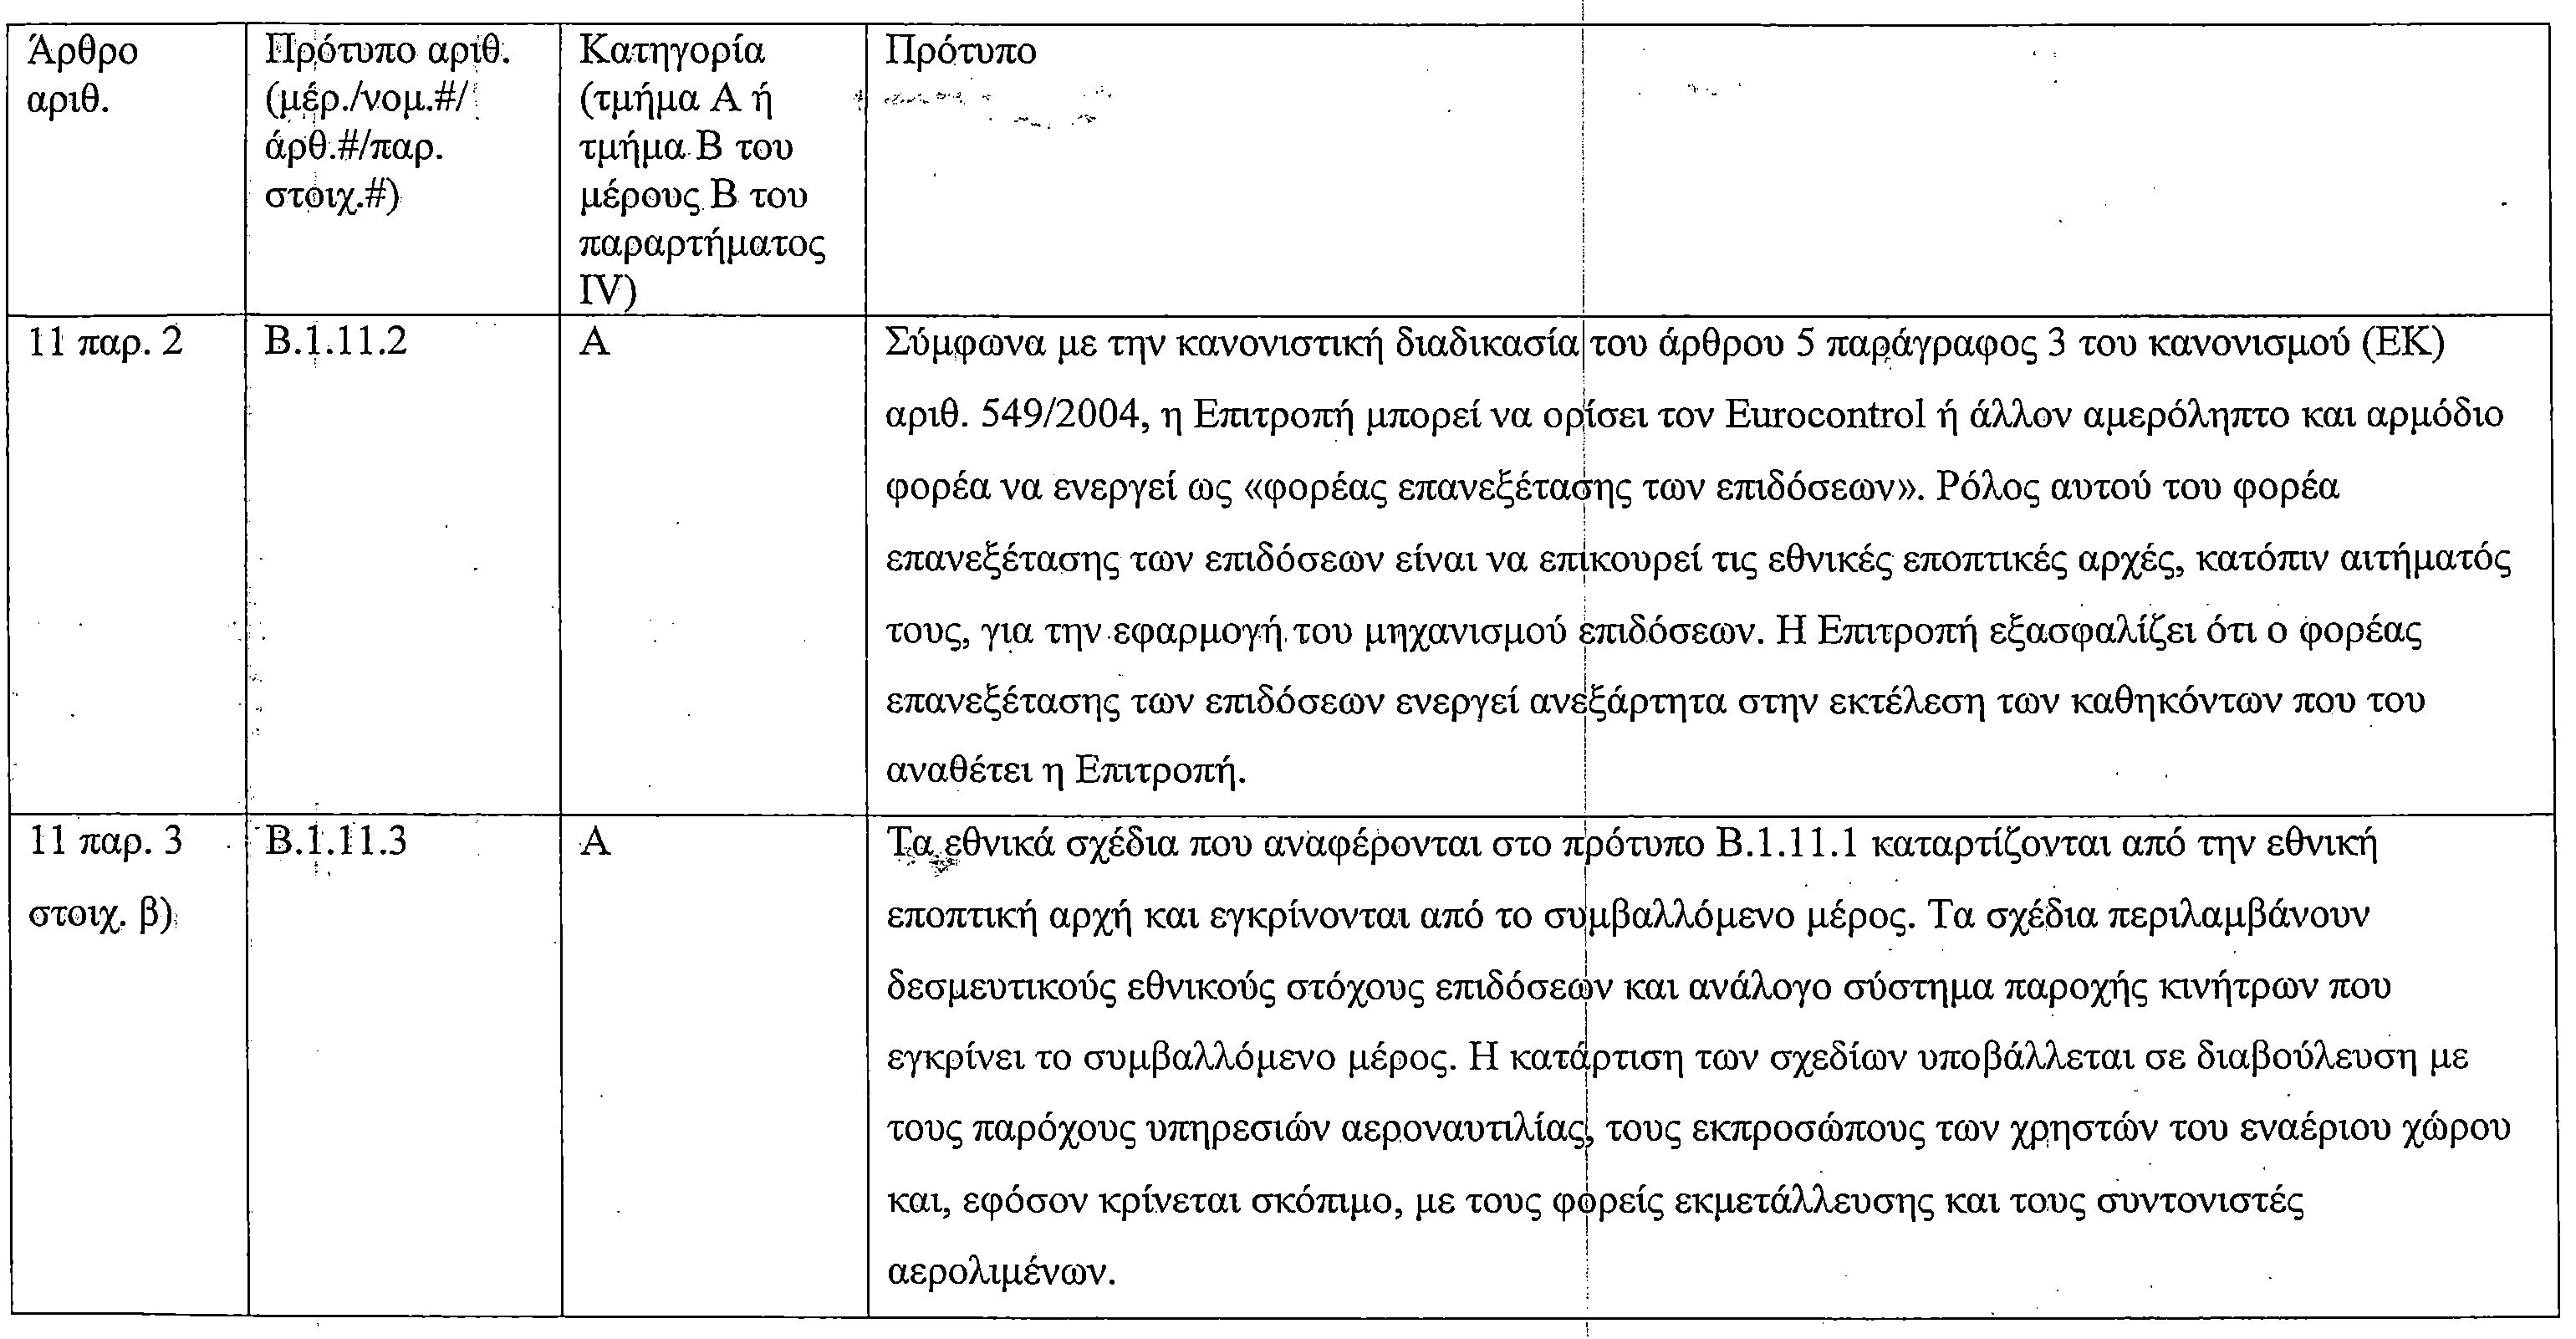 Άρθρο
αριθ.
Πρότυπο αριθ.
(μέρ./νομ.#/
άρθ.#/παρ.
στοιχ.#)
Κατηγορία
(τμήμα Α ή
τμήμα Β του
μέρους Β του
παραρτήματος
IV)
Πρότυπο
11 παρ. 2
Β.1.11.2
Α
Σύμφωνα με την κανονιστική διαδικασία του άρθρου 5 παράγραφος 3 του κανονισμού (ΕΚ)
αριθ. 549/2004, η Επιτροπή μπορεί να ορίσει τον Eurocontrol ή άλλον αμερόληπτο και αρμόδιο
φορέα να ενεργεί ως «φορέας επανεξέτασης των επιδόσεων». Ρόλος αυτού του φορέα
επανεξέτασης των επιδόσεων είναι να επικουρεί τις εθνικές εποπτικές αρχές, κατόπιν αιτήματός
τους, για την εφαρμογή του μηχανισμού επιδόσεων. Η Επιτροπή εξασφαλίζει ότι ο φορέας
επανεξέτασης των επιδόσεων ενεργεί ανεξάρτητα στην εκτέλεση των καθηκόντων που του
αναθέτει η Επιτροπή.
11 παρ. 3
στοιχ. β)
Β.1.11.3
Α
Τα εθνικά σχέδια που αναφέρονται στο πρότυπο Β.1.11.1 καταρτίζονται από την εθνική
εποπτική αρχή και εγκρίνονται από το συμβαλλόμενο μέρος. Τα σχέδια περιλαμβάνουν
δεσμευτικούς εθνικούς στόχους επιδόσεων και ανάλογο σύστημα παροχής κινήτρων που
εγκρίνει το συμβαλλόμενο μέρος. Η κατάρτιση των σχεδίων υποβάλλεται σε διαβούλευση με
τους παρόχους υπηρεσιών αεροναυτιλίας, τους εκπροσώπους των χρηστών του εναέριου χώρου
και, εφόσον κρίνεται σκόπιμο, με τους φορείς εκμετάλλευσης και τους συντονιστές
αερολιμένων.